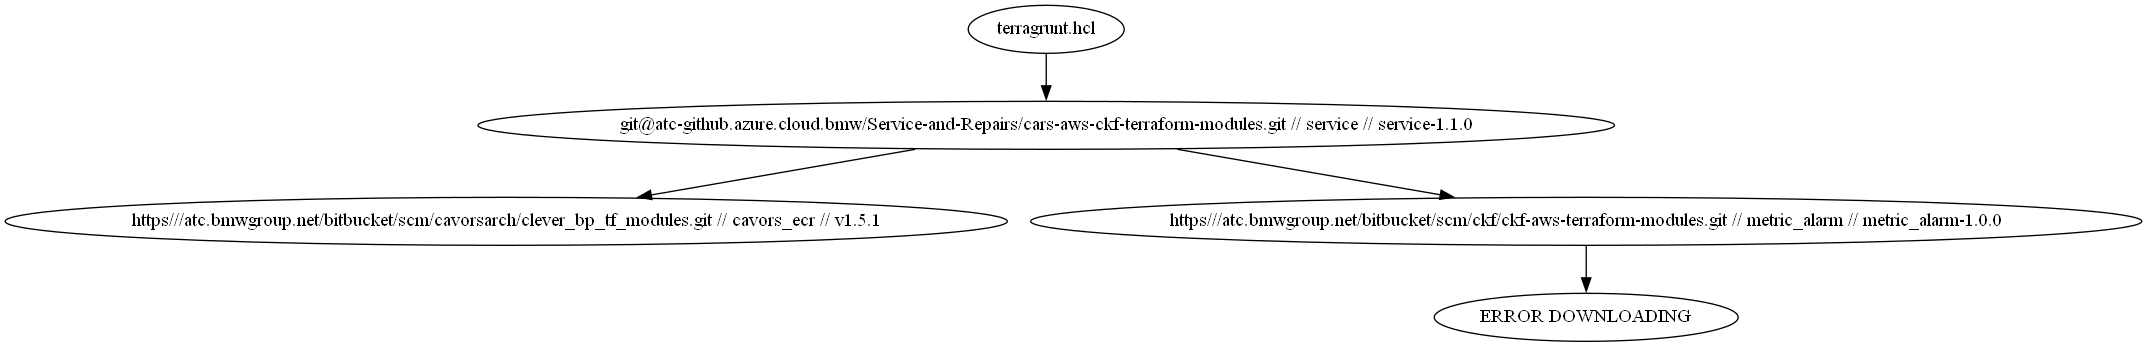 terragrunt.hcl
git@atc-github.azure.cloud.bmw/Service-and-Repairs/cars-aws-ckf-terraform-modules.git // service // service-1.1.0
https///atc.bmwgroup.net/bitbucket/scm/cavorsarch/clever_bp_tf_modules.git // cavors_ecr // v1.5.1
https///atc.bmwgroup.net/bitbucket/scm/ckf/ckf-aws-terraform-modules.git // metric_alarm // metric_alarm-1.0.0
ERROR DOWNLOADING